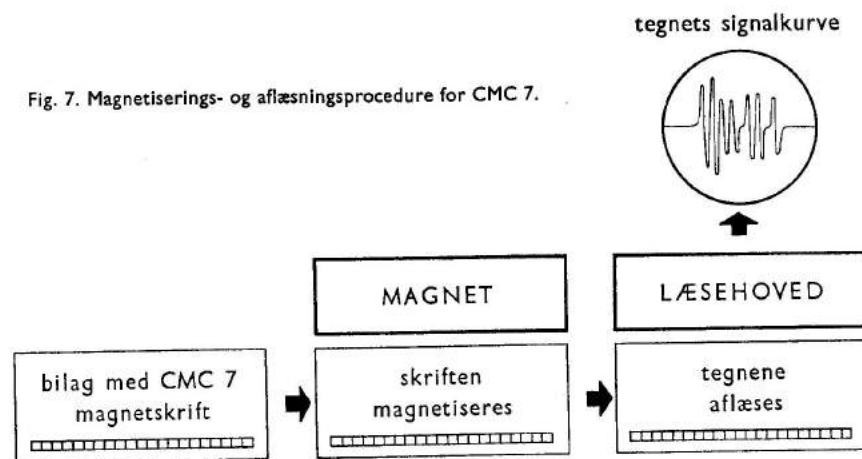 tegnets signalkurve
Fig. 7. Magnetiserings- og aflæsningsprocedure for CMC 7.
MAGNET
LÆSEHOVED
bilag med CMC 7
magnetskrift
skriften
magnetiseres
tegnene
aflæses